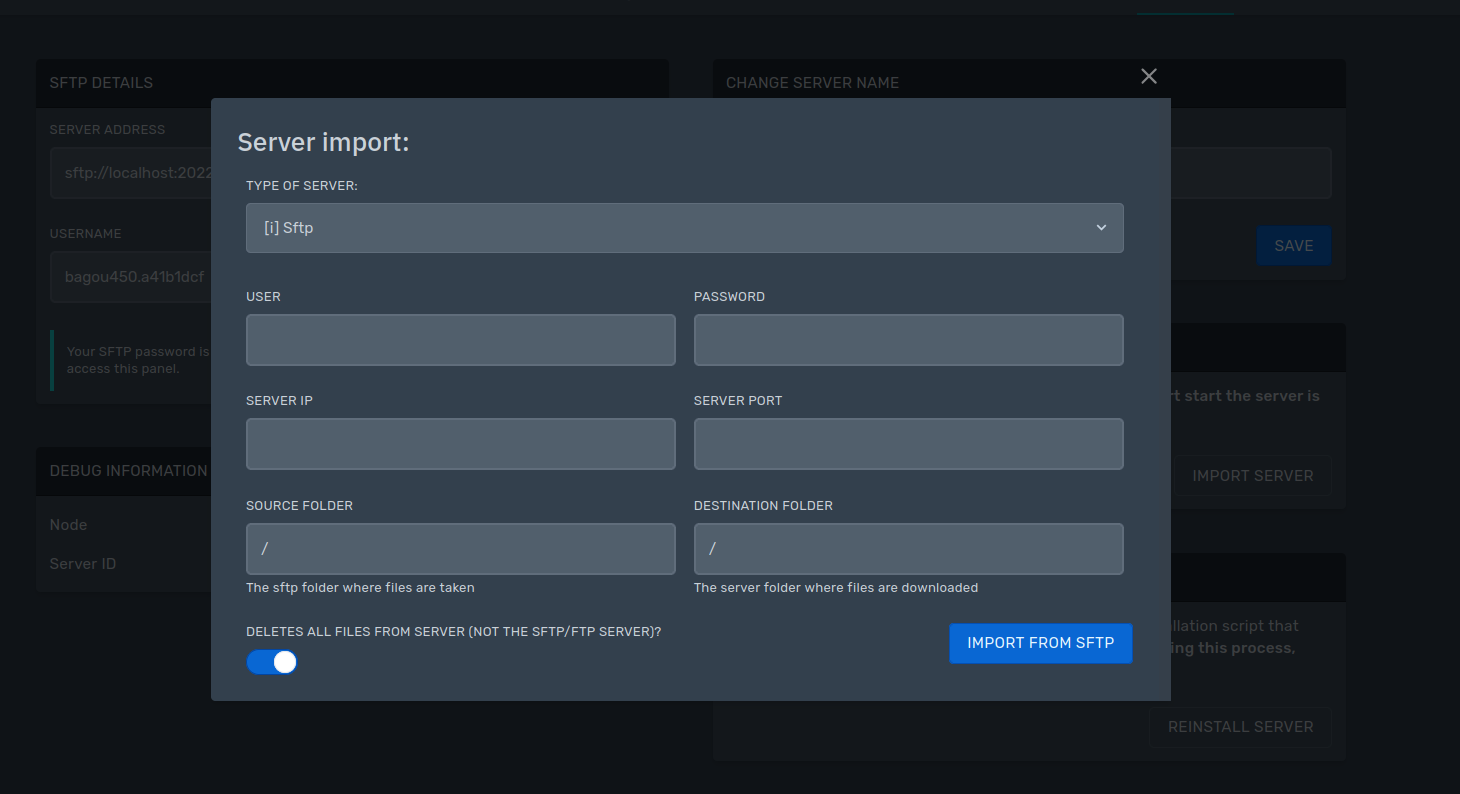 SFTP DETAILS
CHANGE SERVER NAME
SERVER ADDRESS
sftp://localhost:2022
USERNAME
bagou450.a41b1dcf
Your SFTP password is
access this panel.
DEBUG INFORMATION
Node
Server ID
Server import:
TYPE OF SERVER:
[i] Sftp
USER
PASSWORD
SERVER IP
SERVER PORT
SOURCE FOLDER
DESTINATION FOLDER
/
/
The sftp folder where files are taken
The server folder where files are downloaded
DELETES ALL FILES FROM SERVER (NOT THE SFTP/FTP SERVER)?
IMPORT FROM SFTP
SAVE
start the server is
IMPORT SERVER
script that
this process,
REINSTALL SERVER